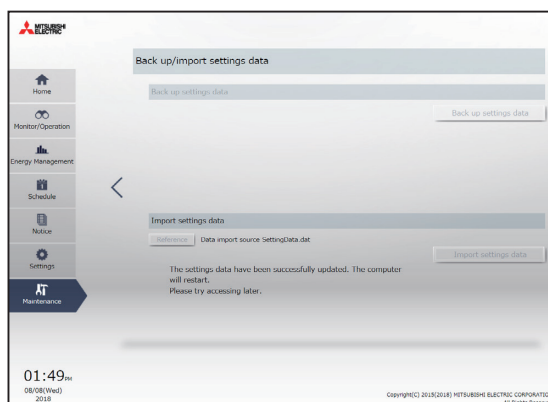 MITSUBISHI
ELECTRIC
Back up/import settings data
Home
Monitor/Operation
Energy Management
Schedule
Notice
Settings
Maintenance
Back up settings data
Back up settings data
Import settings data
Reference Data import source SettingData.dat
Import settings data
The settings data have been successfully updated. The computer
will restart.
Please try accessing later.
01:49PM
08/08(Wed)
2018
Copyright(C) 2015(2018) MITSUBISHI ELECTRIC CORPORATIO
All Rights Reserve